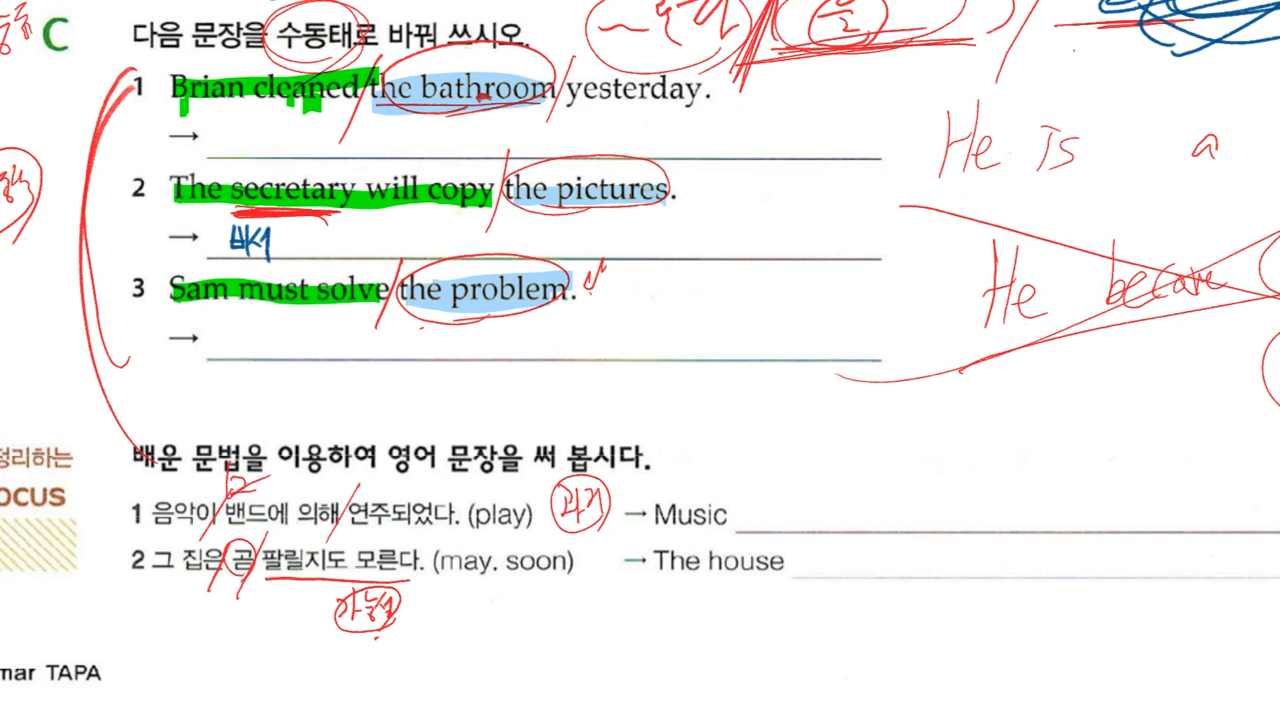 C 다음 문장을 수동태로 바꿔 쓰시오.
~는 을
1 Brian cleaned the bathroom yesterday.
→
He is a
2 The secretary will copy the pictures.
→ 비서
He became
3 Sam must solve the problem.
→
정리하는
배운 문법을 이용하여 영어 문장을 써 봅시다.
OCUS
1 음악이 밴드에 의해 연주되었다. (play) 과거 → Music
2 그 집은 곧 팔릴지도 모른다. (may, soon) → The house
가능성
mar TAPA